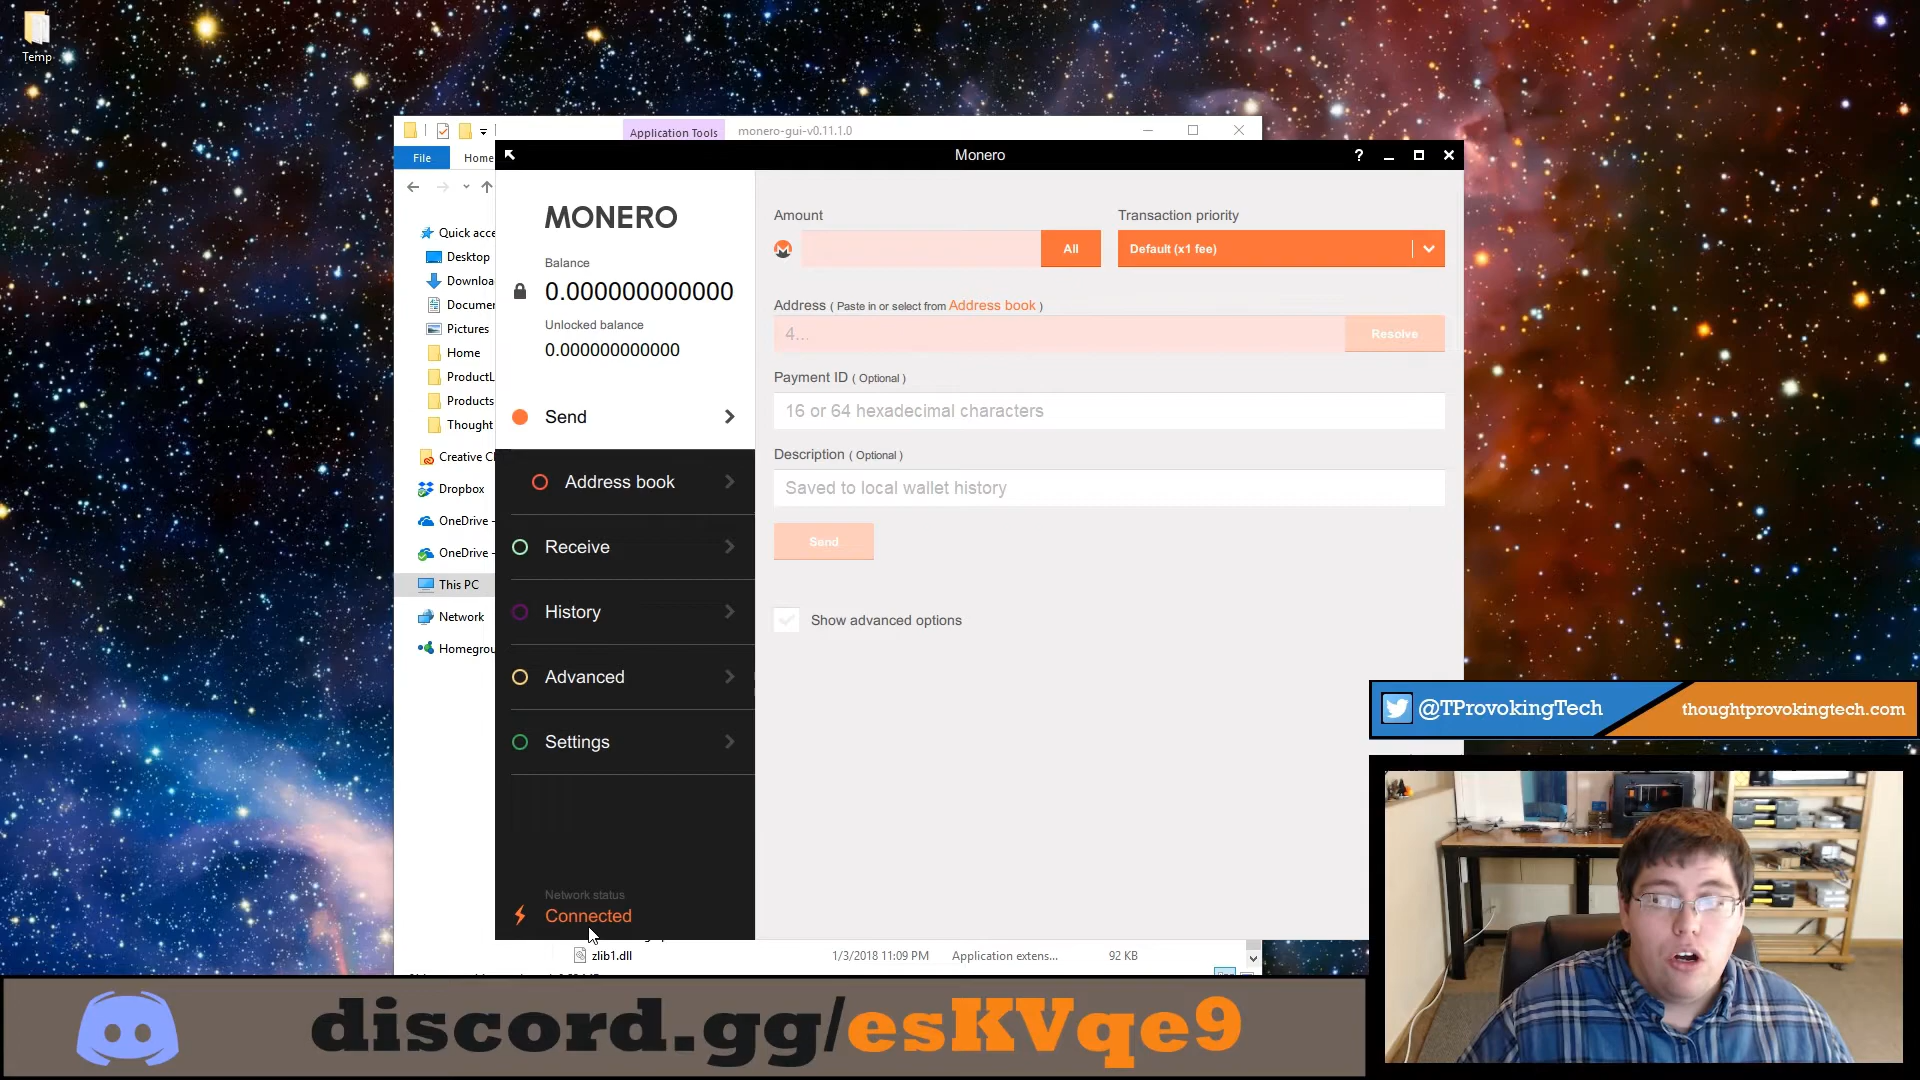 Temp
Application Tools
monero-gui-v0.11.1.0
File
Home
Monero
?
Quick acce
Desktop
Downloa
Documer
Pictures
Home
ProductL
Products
Thought
Creative Cl
Dropbox
OneDrive -
OneDrive -
This PC
Network
Homegrou
MONERO
Balance
0.000000000000
Unlocked balance
0.000000000000
Send
Address book
Receive
History
Advanced
Settings
Network status
Connected
Amount
All
Transaction priority
Default (x1 fee)
Address ( Paste in or select from Address book )
4...
Resolve
Payment ID ( Optional )
16 or 64 hexadecimal characters
Description ( Optional )
Saved to local wallet history
Send
Show advanced options
zlib1.dll 1/3/2018 11:09 PM Application extens... 92 KB
@TProvokingTech
thoughtprovokingtech.com
discord.gg/esKVqe9